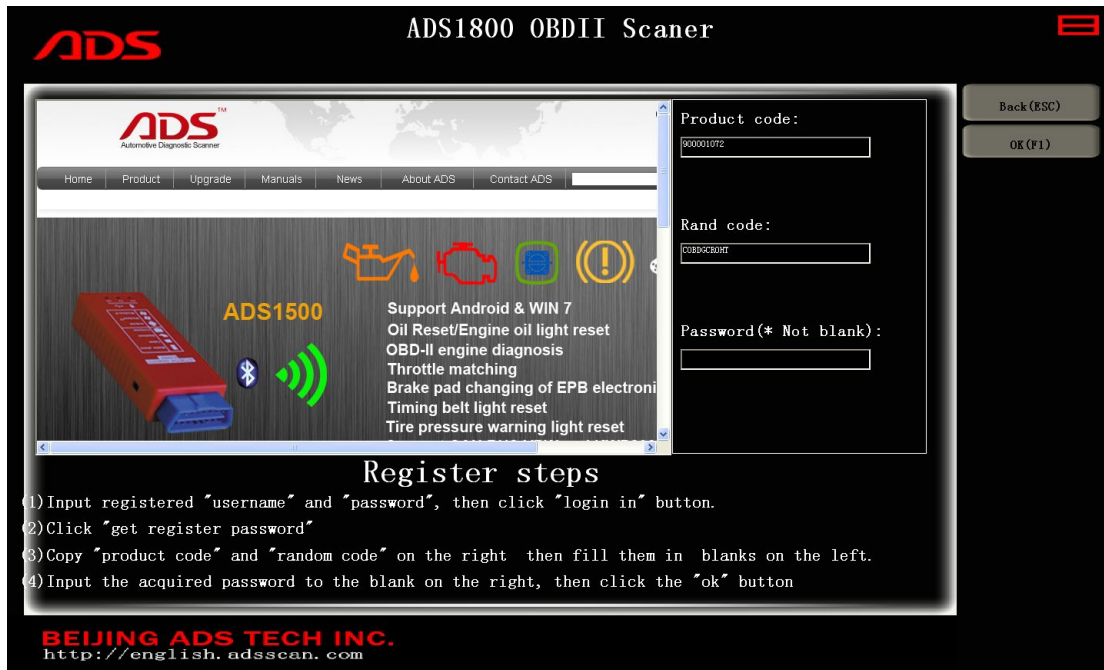 ADS1800 OBDII Scaner
ADS
Back(ESC)
OK(F1)
ADS™
Automotive Diagnostic Scanner
Home Product Upgrade Manuals News About ADS Contact ADS
ADS1500
Support Android & WIN 7
Oil Reset/Engine oil light reset
OBD-II engine diagnosis
Throttle matching
Brake pad changing of EPB electroni
Timing belt light reset
Tire pressure warning light reset
Product code:
900001072
Rand code:
COBDGCROHT
Password(* Not blank):
Register steps
(1)Input registered "username" and "password", then click "login in" button.
(2)Click "get register password"
(3)Copy "product code" and "random code" on the right then fill them in blanks on the left.
(4)Input the acquired password to the blank on the right, then click the "ok" button
BEIJING ADS TECH INC.
http://english.adsscan.com